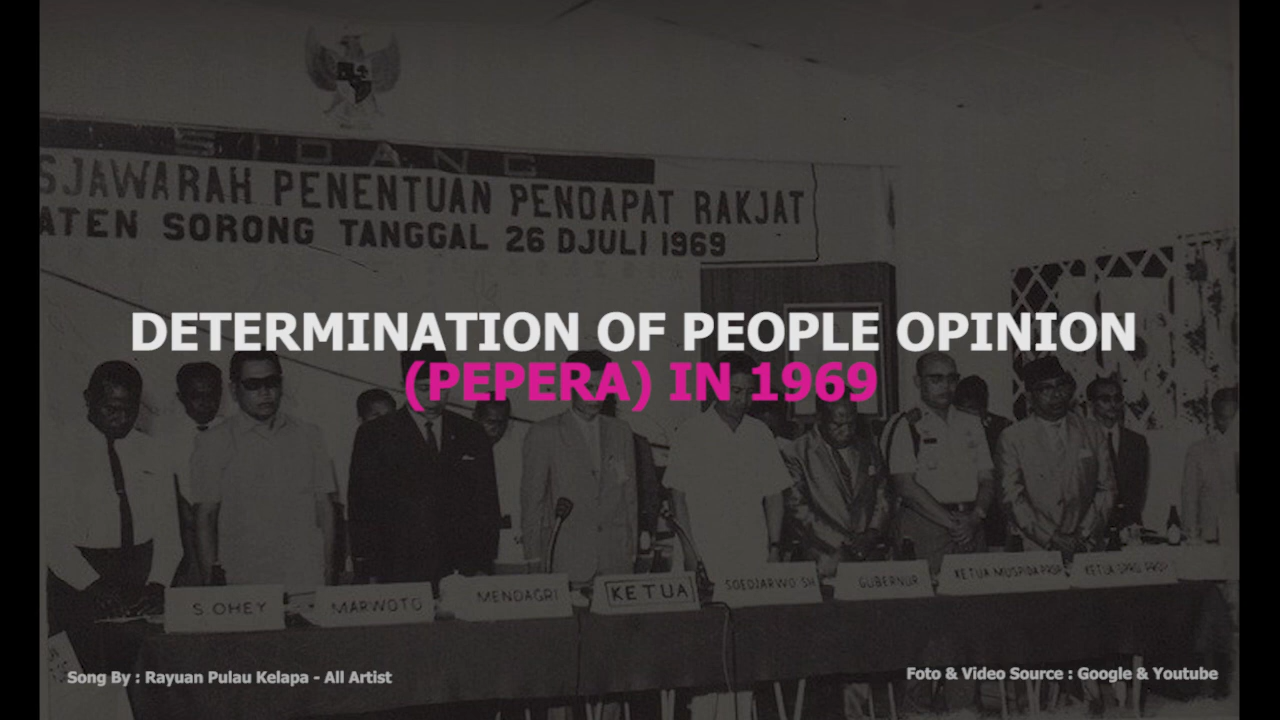 SIDANG
SJAWARAH PENENTUAN PENDAPAT RAKJAT
ATEN SORONG TANGGAL 26 DJULI 1969
DETERMINATION OF PEOPLE OPINION
(PEPERA) IN 1969
S. OHEY
MARWOTO
MENDAGRI
KETUA
SOEDJARWO SH
GUBERNUR
KETUA MUSPIDA PROP
KETUA DPRG PROP
Song By : Rayuan Pulau Kelapa - All Artist
Foto & Video Source : Google & Youtube